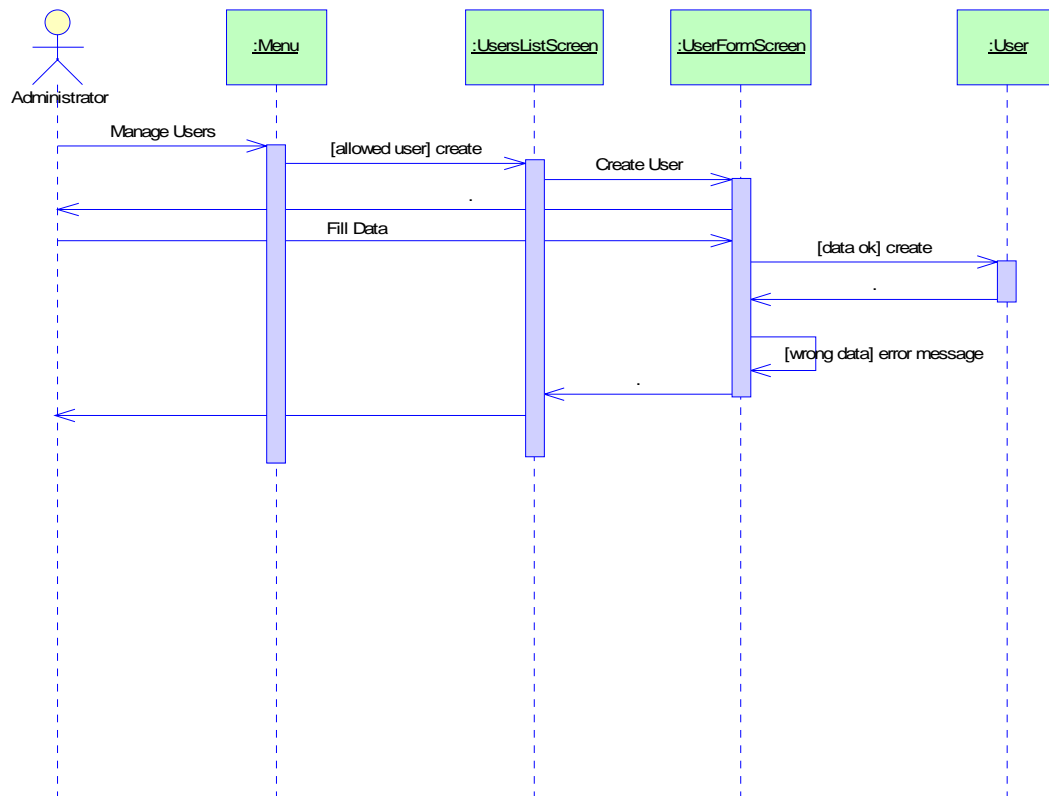 :Menu
:UsersListScreen
:UserFormScreen
:User
Administrator
Manage Users
[allowed user] create
Create User
.
Fill Data
[data ok] create
.
[wrong data] error message
.